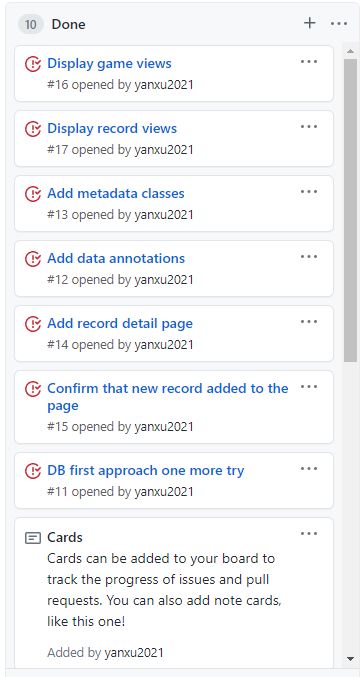 10 Done
Display game views
#16 opened by yanxu2021
Display record views
#17 opened by yanxu2021
Add metadata classes
#13 opened by yanxu2021
Add data annotations
#12 opened by yanxu2021
Add record detail page
#14 opened by yanxu2021
Confirm that new record added to the
page
#15 opened by yanxu2021
DB first approach one more try
#11 opened by yanxu2021
Cards
Cards can be added to your board to
track the progress of issues and pull
requests. You can also add note cards,
like this one!
Added by yanxu2021